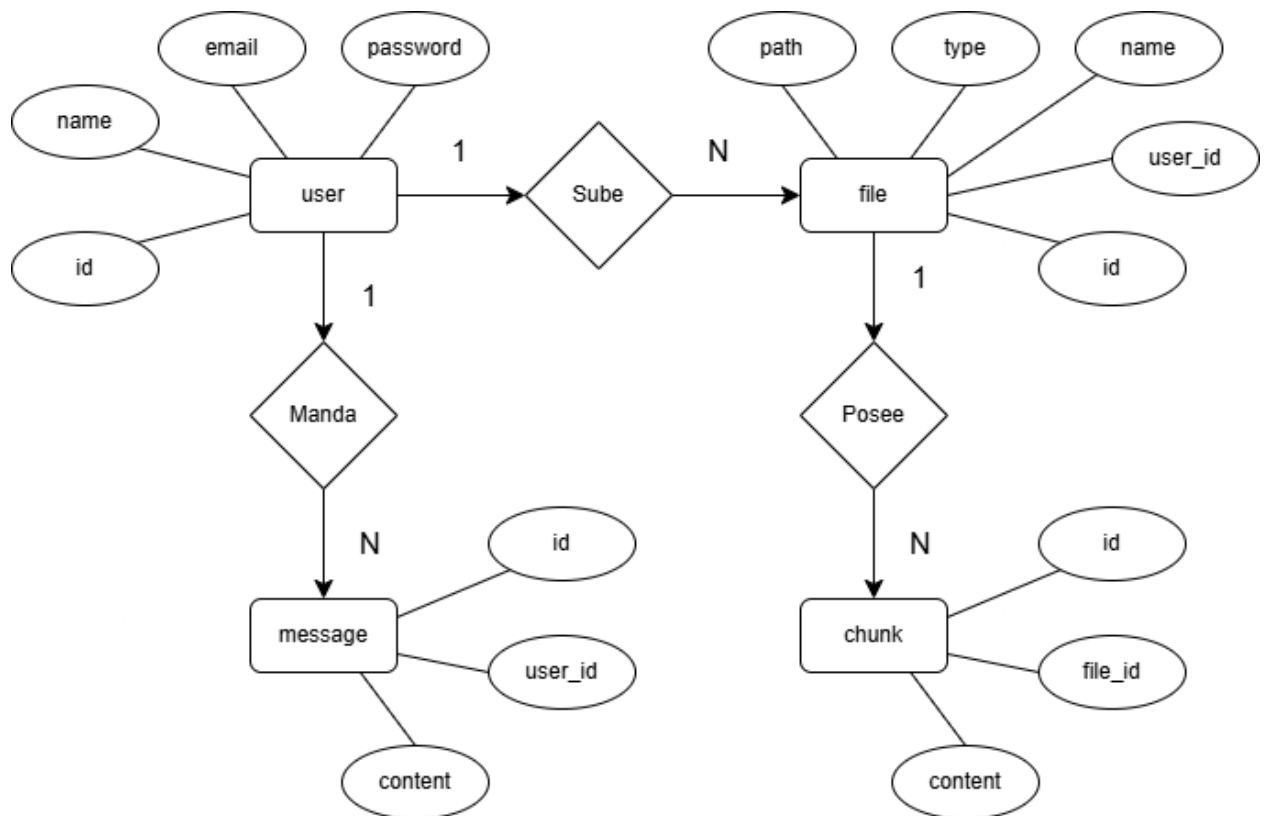 email
password
path
type
name
name
user_id
1
N
user
Sube
file
id
id
1
1
Manda
Posee
N
id
N
id
message
chunk
user_id
file_id
content
content